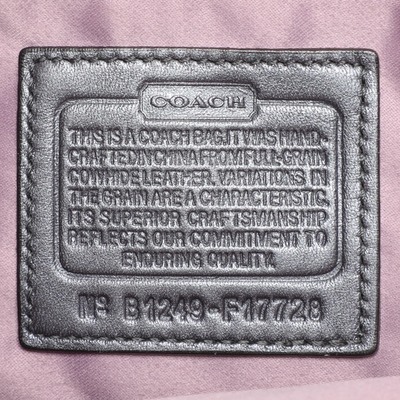 COACH
THIS IS A COACH BAG.IT WAS HAND-
CRAFTED IN CHINA FROM FULL-GRAIN
COWHIDE LEATHER. VARIATIONS IN
THE GRAIN ARE A CHARACTERISTIC.
ITS SUPERIOR CRAFTSMANSHIP
REFLECTS OUR COMMITMENT TO
ENDURING QUALITY.
Nº B1249-F17728